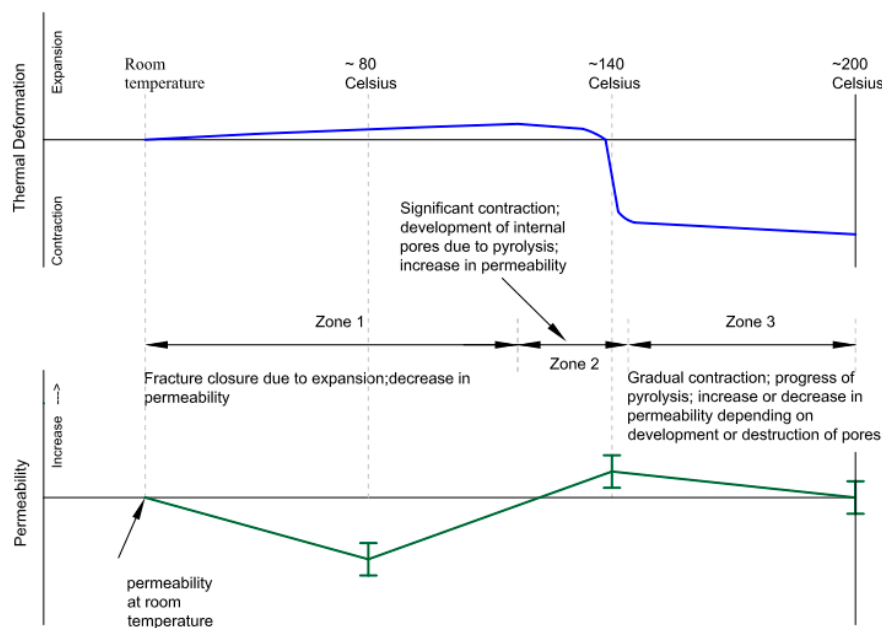 Thermal Deformation
Expansion
Contraction
Room
temperature
~ 80
Celsius
~140
Celsius
~200
Celsius
Significant contraction;
development of internal
pores due to pyrolysis;
increase in permeability
Zone 1
Zone 2
Zone 3
Fracture closure due to expansion;decrease in
permeability
Gradual contraction; progress of
pyrolysis; increase or decrease in
permeability depending on
development or destruction of pores
Permeability
Increase --->
permeability
at room
temperature